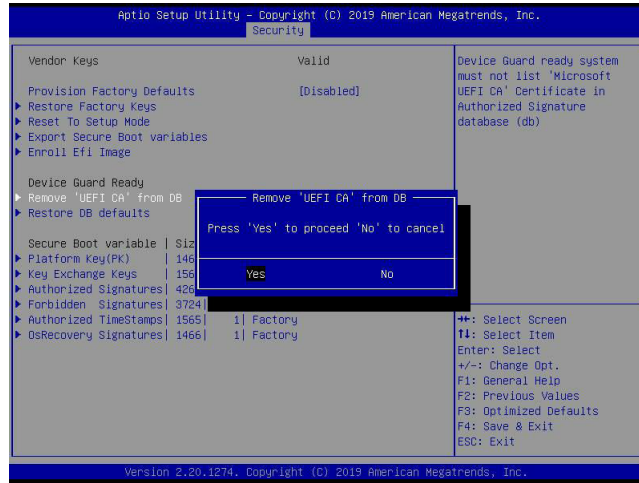 Aptio Setup Utility – Copyright (C) 2019 American Megatrends, Inc.
Security
Vendor Keys Valid
Provision Factory Defaults [Disabled]
Restore Factory Keys
Reset To Setup Mode
Export Secure Boot variables
Enroll Efi Image
Device Guard Ready
Remove 'UEFI CA' from DB
Restore DB defaults
Secure Boot variable | Siz
Platform Key(PK) | 146
Key Exchange Keys | 156
Authorized Signatures| 426
Forbidden Signatures| 3724|
Authorized TimeStamps| 1565| 1| Factory
OsRecovery Signatures| 1466| 1| Factory
Remove 'UEFI CA' from DB
Press 'Yes' to proceed 'No' to cancel
Yes No
Device Guard ready system
must not list 'Microsoft
UEFI CA' Certificate in
Authorized Signature
database (db)
→←: Select Screen
↑↓: Select Item
Enter: Select
+/-: Change Opt.
F1: General Help
F2: Previous Values
F3: Optimized Defaults
F4: Save & Exit
ESC: Exit
Version 2.20.1274. Copyright (C) 2019 American Megatrends, Inc.